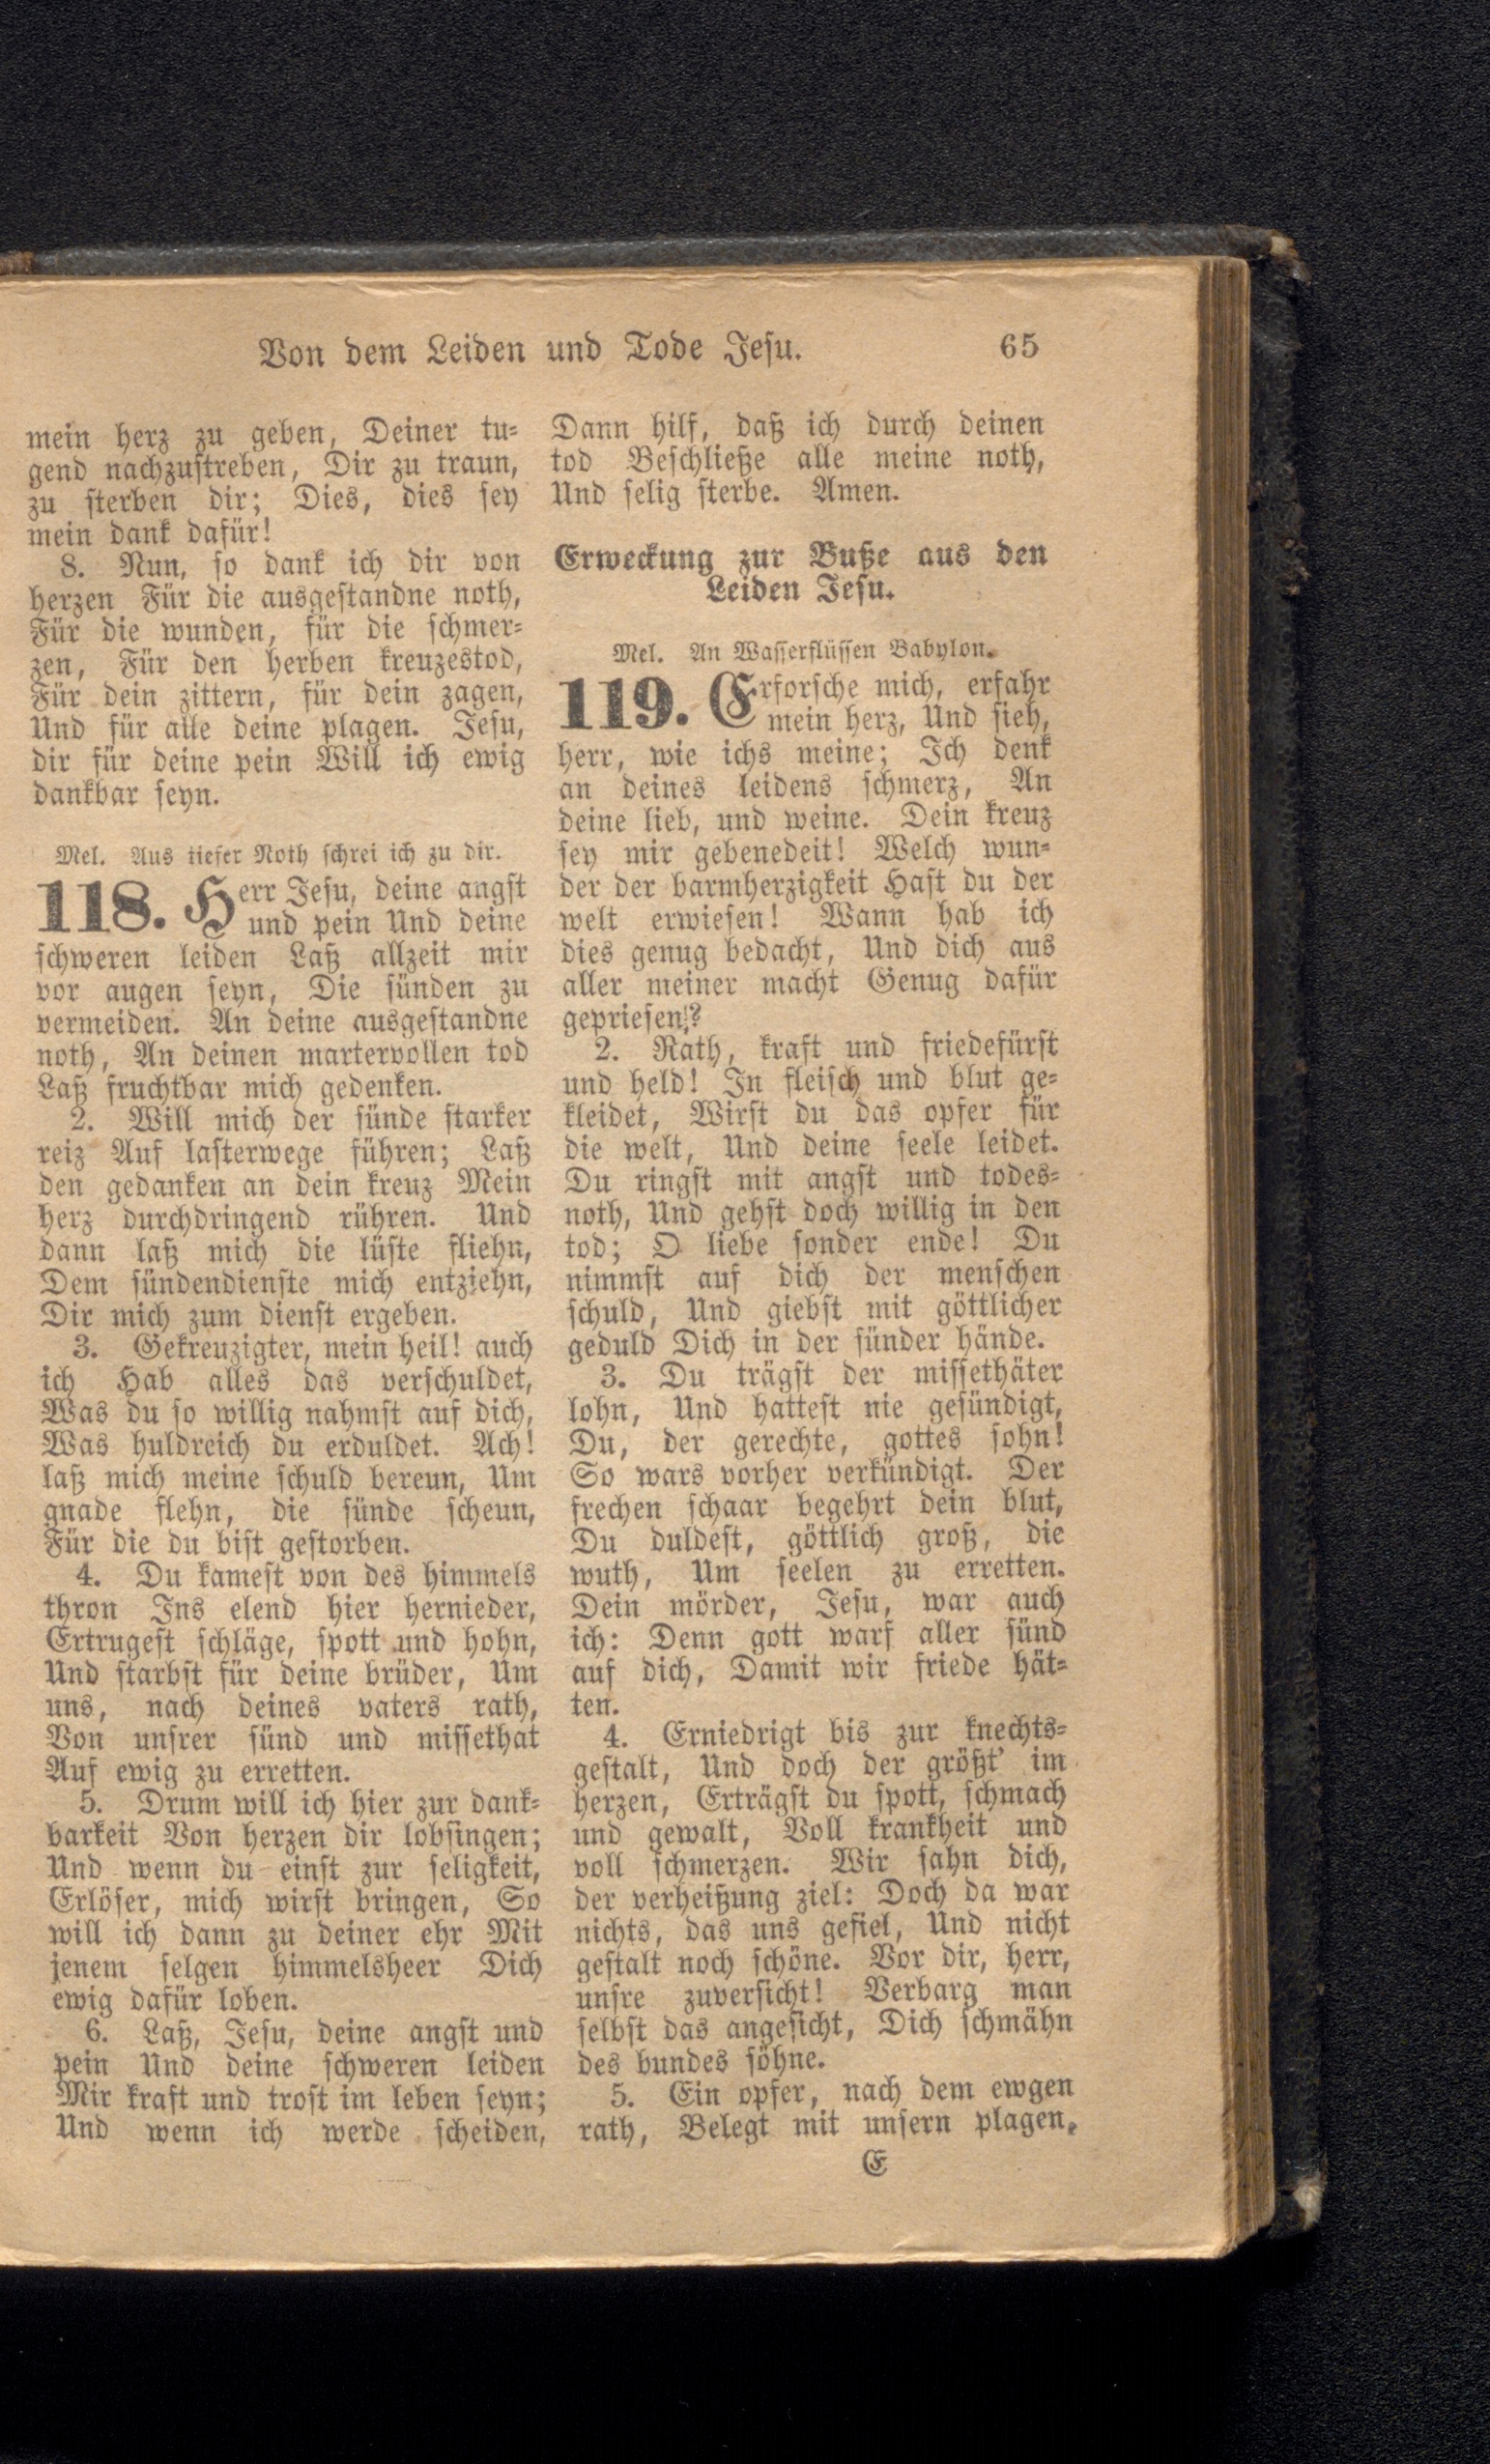 Von dem Leiden und Tode Jesu. 65
mein herz zu geben, Deiner tu-
gend nachzustreben, Dir zu traun,
zu sterben dir; Dies, dies sey
mein dank dafür!
8. Nun, so dank ich dir von
herzen Für die ausgestandne noth,
Für die wunden, für die schmer-
zen, Für den herben kreuzestod,
Für dein zittern, für dein zagen,
Und für alle deine plagen. Jesu,
dir für deine pein Will ich ewig
dankbar seyn.
Mel. Aus tiefer Noth schrei ich zu dir.
118. Herr Jesu, deine angst
und pein Und deine
schweren leiden Laß allzeit mir
vor augen seyn, Die sünden zu
vermeiden. An deine ausgestandne
noth, An deinen martervollen tod
Laß fruchtbar mich gedenken.
2. Will mich der sünde starker
reiz Auf lasterwege führen; Laß
den gedanken an dein kreuz Mein
herz durchdringend rühren. Und
dann laß mich die lüste fliehn,
Dem sündendienste mich entziehn,
Dir mich zum dienst ergeben.
3. Gekreuzigter, mein heil! auch
ich Hab alles das verschuldet,
Was du so willig nahmst auf dich,
Was huldreich du erduldet. Ach!
laß mich meine schuld bereun, Um
gnade flehn, die sünde scheun,
Für die du bist gestorben.
4. Du kamest von des himmels
thron Ins elend hier hernieder,
Ertrugest schläge, spott und hohn,
Und starbst für deine brüder, Um
uns, nach deines vaters rath,
Von unsrer sünd und missethat
Auf ewig zu erretten.
5. Drum will ich hier zur dank-
barkeit Von herzen dir lobsingen;
Und wenn du einst zur seligkeit,
Erlöser, mich wirst bringen, So
will ich dann zu deiner ehr Mit
jenem selgen himmelsheer Dich
ewig dafür loben.
6. Laß, Jesu, deine angst und
pein Und deine schweren leiden
Mir kraft und trost im leben seyn;
Und wenn ich werde scheiden,
Dann hilf, daß ich durch deinen
tod Beschließe alle meine noth,
Und selig sterbe. Amen.
Erweckung zur Buße aus den
Leiden Jesu.
Mel. An Wasserflüssen Babylon.
119. Erforsche mich, erfahr
mein herz, Und sieh,
herr, wie ichs meine; Ich denk
an deines leidens schmerz, An
deine lieb, und weine. Dein kreuz
sey mir gebenedeit! Welch wun-
der der barmherzigkeit Hast du der
welt erwiesen! Wann hab ich
dies genug bedacht, Und dich aus
aller meiner macht Genug dafür
gepriesen!?
2. Rath, kraft und friedefürst
und held! In fleisch und blut ge-
kleidet, Wirst du das opfer für
die welt, Und deine seele leidet.
Du ringst mit angst und todes-
noth, Und gehst doch willig in den
tod; O liebe sonder ende! Du
nimmst auf dich der menschen
schuld, Und giebst mit göttlicher
geduld Dich in der sünder hände.
3. Du trägst der missethäter
lohn, Und hattest nie gesündigt,
Du, der gerechte, gottes sohn!
So wars vorher verkündigt. Der
frechen schaar begehrt dein blut,
Du duldest, göttlich groß, die
wuth, Um seelen zu erretten.
Dein mörder, Jesu, war auch
ich: Denn gott warf aller sünd
auf dich, Damit wir friede hät-
ten.
4. Erniedrigt bis zur knechts-
gestalt, Und doch der größt' im
herzen, Erträgst du spott, schmach
und gewalt, Voll krankheit und
voll schmerzen. Wir sahn dich,
der verheißung ziel: Doch da war
nichts, das uns gefiel, Und nicht
gestalt noch schöne. Vor dir, herr,
unsre zuversicht! Verbarg man
selbst das angesicht, Dich schmähn
des bundes söhne.
5. Ein opfer, nach dem ewgen
rath, Belegt mit unsern plagen,
E